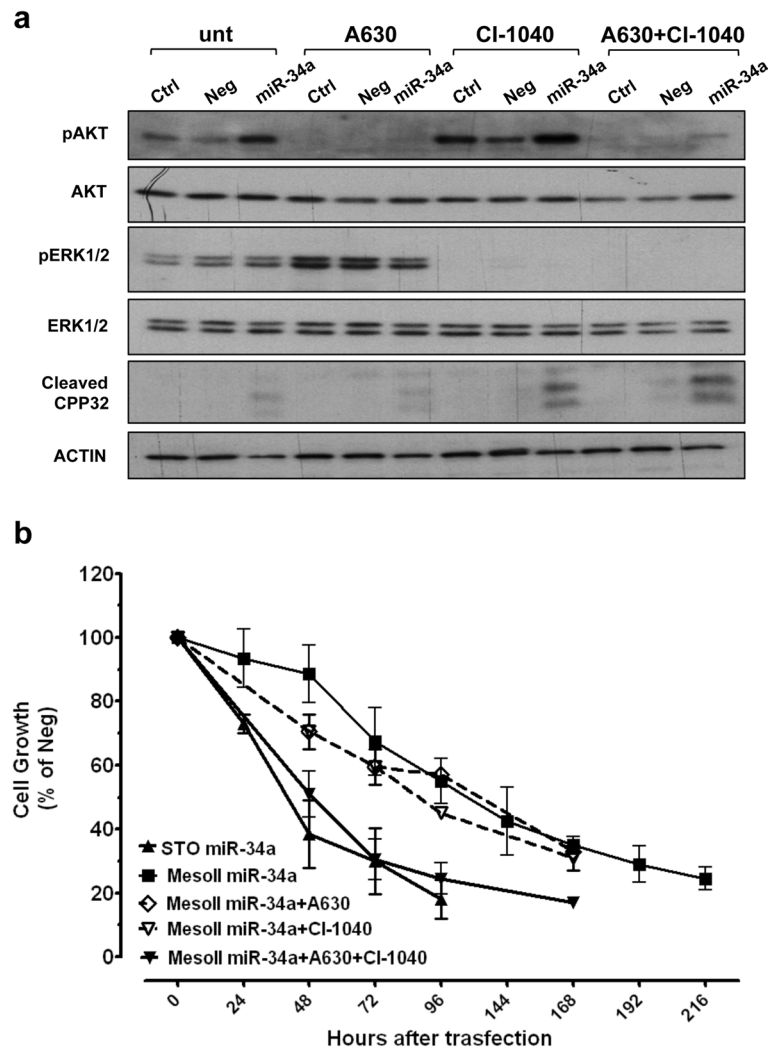 a
unt A630 CI-1040 A630+CI-1040
Ctrl Neg miR-34a Ctrl Neg miR-34a Ctrl Neg miR-34a Ctrl Neg miR-34a
pAKT
AKT
pERK1/2
ERK1/2
Cleaved
CPP32
ACTIN
b
120
100
80
60
40
20
0
Cell Growth
(% of Neg)
STO miR-34a
MesoII miR-34a
MesoII miR-34a+A630
MesoII miR-34a+CI-1040
MesoII miR-34a+A630+CI-1040
0 24 48 72 96 144 168 192 216
Hours after trasfection